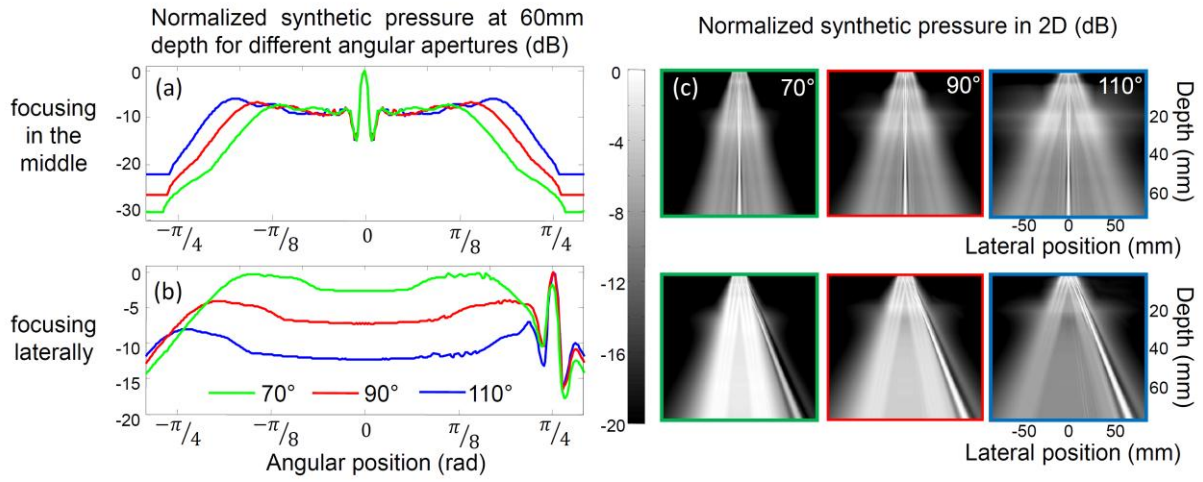 Normalized synthetic pressure at 60mm
depth for different angular apertures (dB)
Normalized synthetic pressure in 2D (dB)
focusing
in the
middle
(a)
0
-10
-20
-30
−π/4
−π/8
0
π/8
π/4
focusing
laterally
(b)
0
-5
-10
-15
-20
70° 90° 110°
−π/4
−π/8
0
π/8
π/4
Angular position (rad)
0
-4
-8
-12
-16
-20
(c)
70°
90°
110°
20
40
60
Depth (mm)
-50 0 50
Lateral position (mm)
20
40
60
Depth (mm)
-50 0 50
Lateral position (mm)